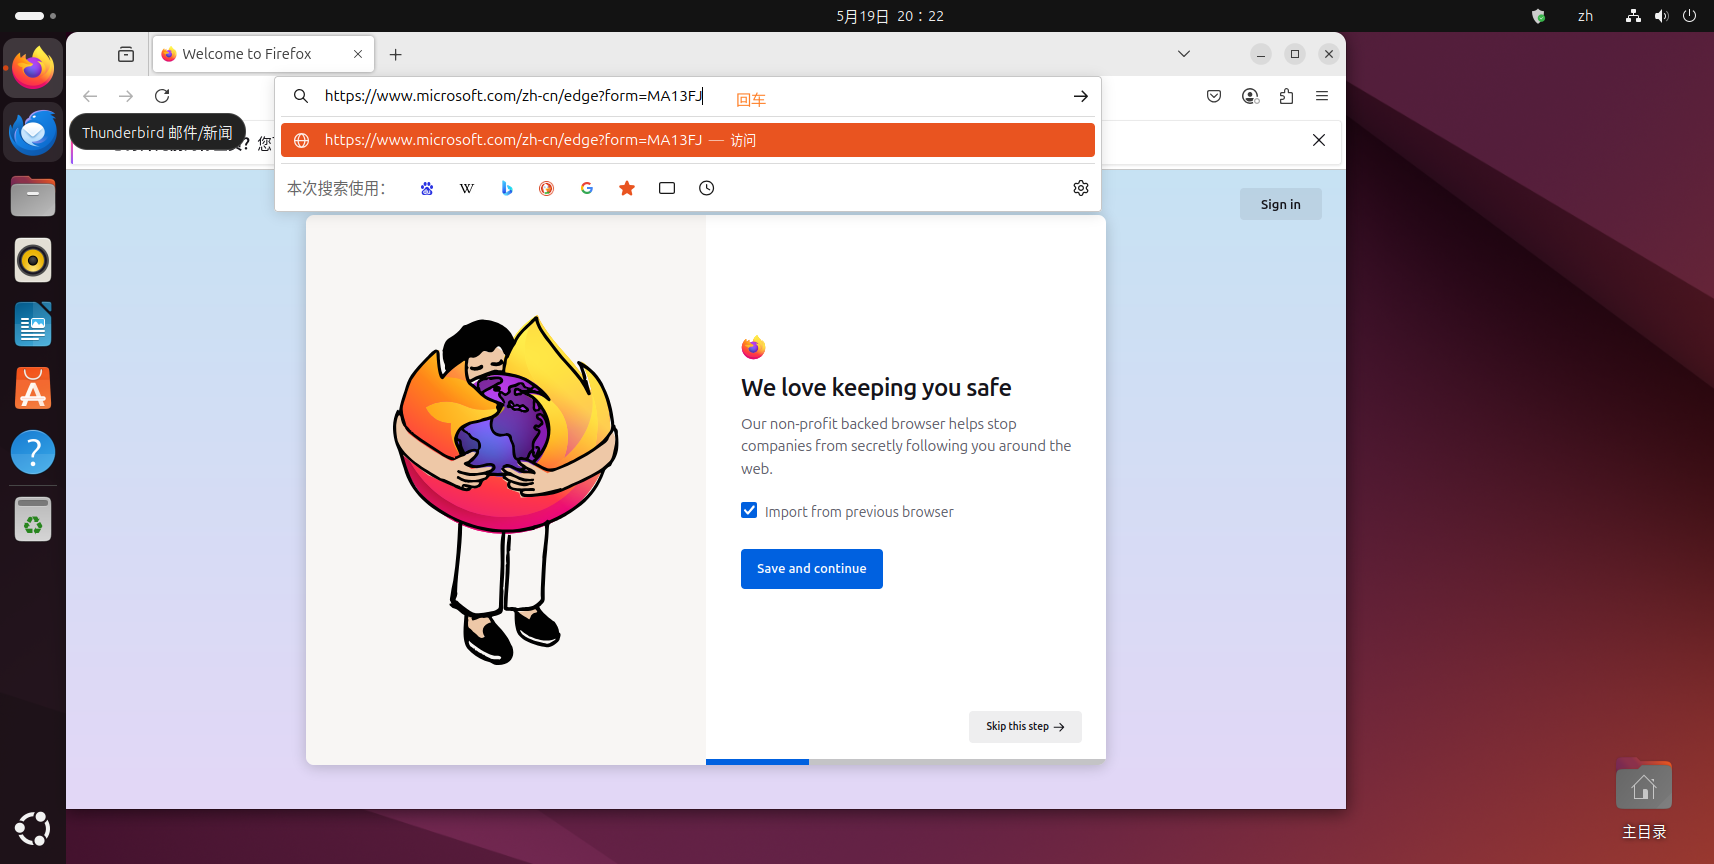 5月19日 20：22
zh
Welcome to Firefox
https://www.microsoft.com/zh-cn/edge?form=MA13FJ
回车
Thunderbird 邮件/新闻
https://www.microsoft.com/zh-cn/edge?form=MA13FJ — 访问
本次搜索使用：
W
Sign in
We love keeping you safe
Our non-profit backed browser helps stop
companies from secretly following you around the
web.
Import from previous browser
Save and continue
Skip this step →
主目录